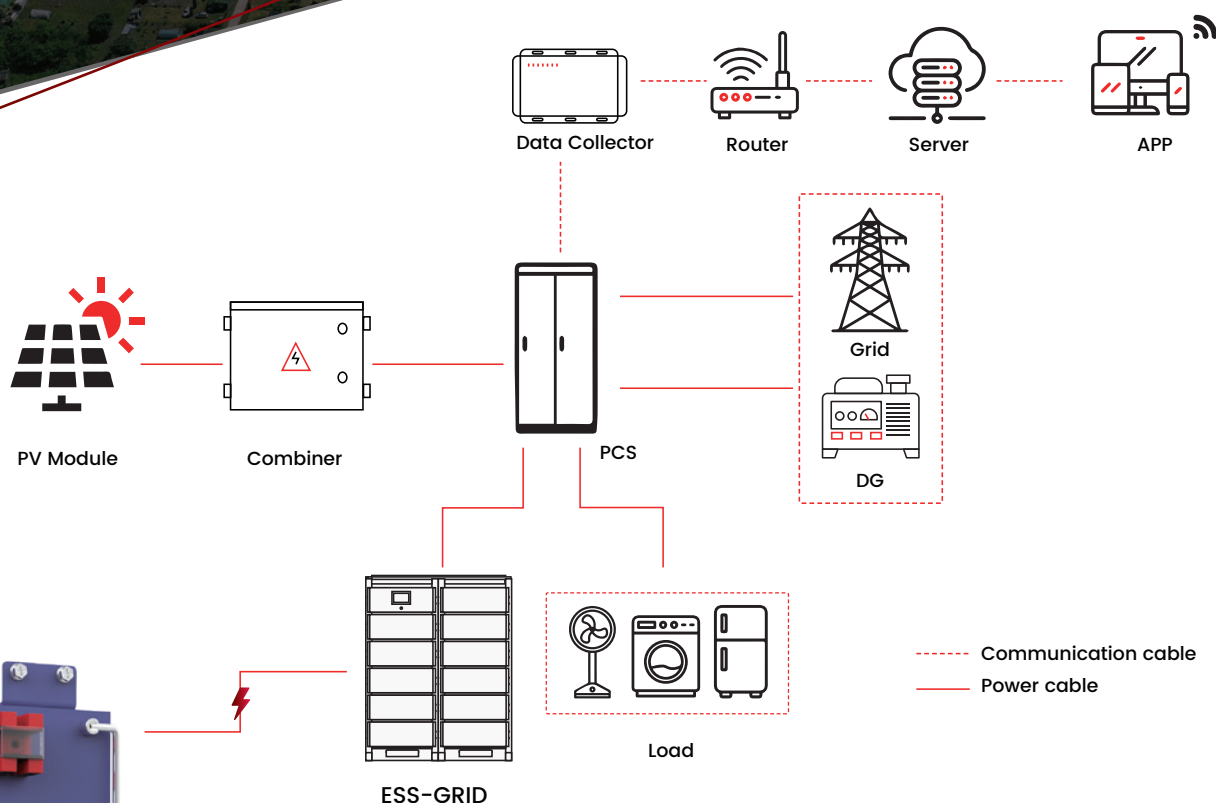 Data Collector
Router
Server
APP
Grid
DG
PV Module
Combiner
PCS
Communication cable
Power cable
Load
ESS-GRID